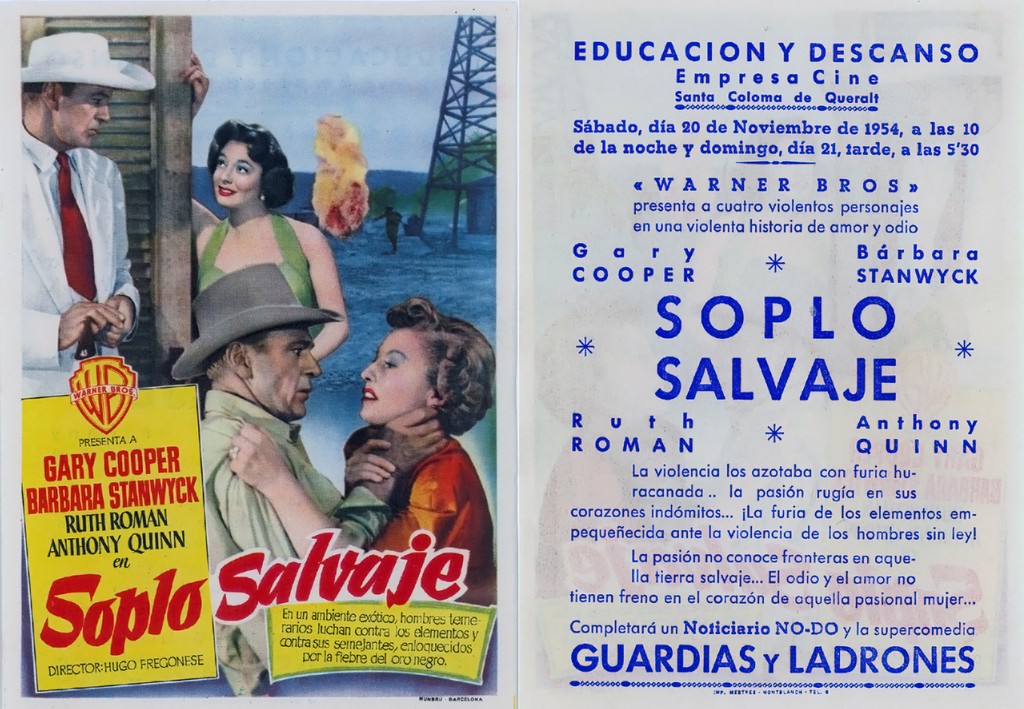 WARNER BROS.
PRESENTA A
GARY COOPER
BARBARA STANWYCK
RUTH ROMAN
ANTHONY QUINN
en
Soplo Salvaje
DIRECTOR: HUGO FREGONESE
En un ambiente exótico, hombres teme-
rarios luchan contra los elementos y
contra sus semejantes, enloquecidos
por la fiebre del oro negro.
NUMBRU - BARCELONA
EDUCACION Y DESCANSO
Empresa Cine
Santa Coloma de Queralt
Sábado, día 20 de Noviembre de 1954, a las 10
de la noche y domingo, día 21, tarde, a las 5'30
« WARNER BROS»
presenta a cuatro violentos personajes
en una violenta historia de amor y odio
Gary Bárbara
COOPER STANWYCK
SOPLO
SALVAJE
Ruth Anthony
ROMAN QUINN
La violencia los azotaba con furia hu-
racanada.. la pasión rugía en sus
corazones indómitos... ¡La furia de los elementos em-
pequeñecida ante la violencia de los hombres sin ley!
La pasión no conoce fronteras en aque-
lla tierra salvaje... El odio y el amor no
tienen freno en el corazón de aquella pasional mujer...
Completará un Noticiario NO-DO y la supercomedia
GUARDIAS Y LADRONES
IMP. MESTRES - MONTBLANCH - TEL. 8